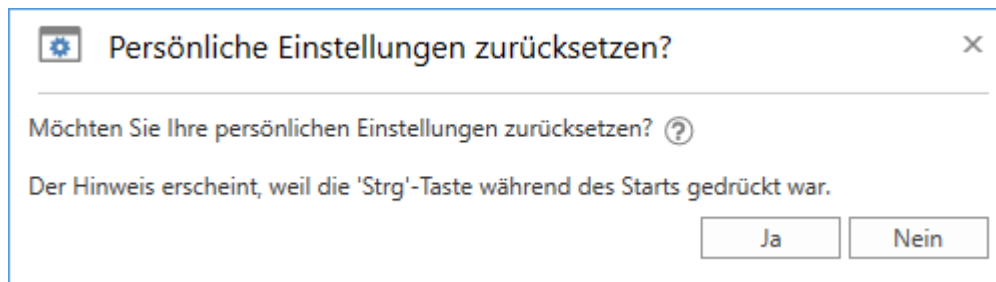 Persönliche Einstellungen zurücksetzen?
Möchten Sie Ihre persönlichen Einstellungen zurücksetzen?
Der Hinweis erscheint, weil die 'Strg'-Taste während des Starts gedrückt war.
Ja Nein